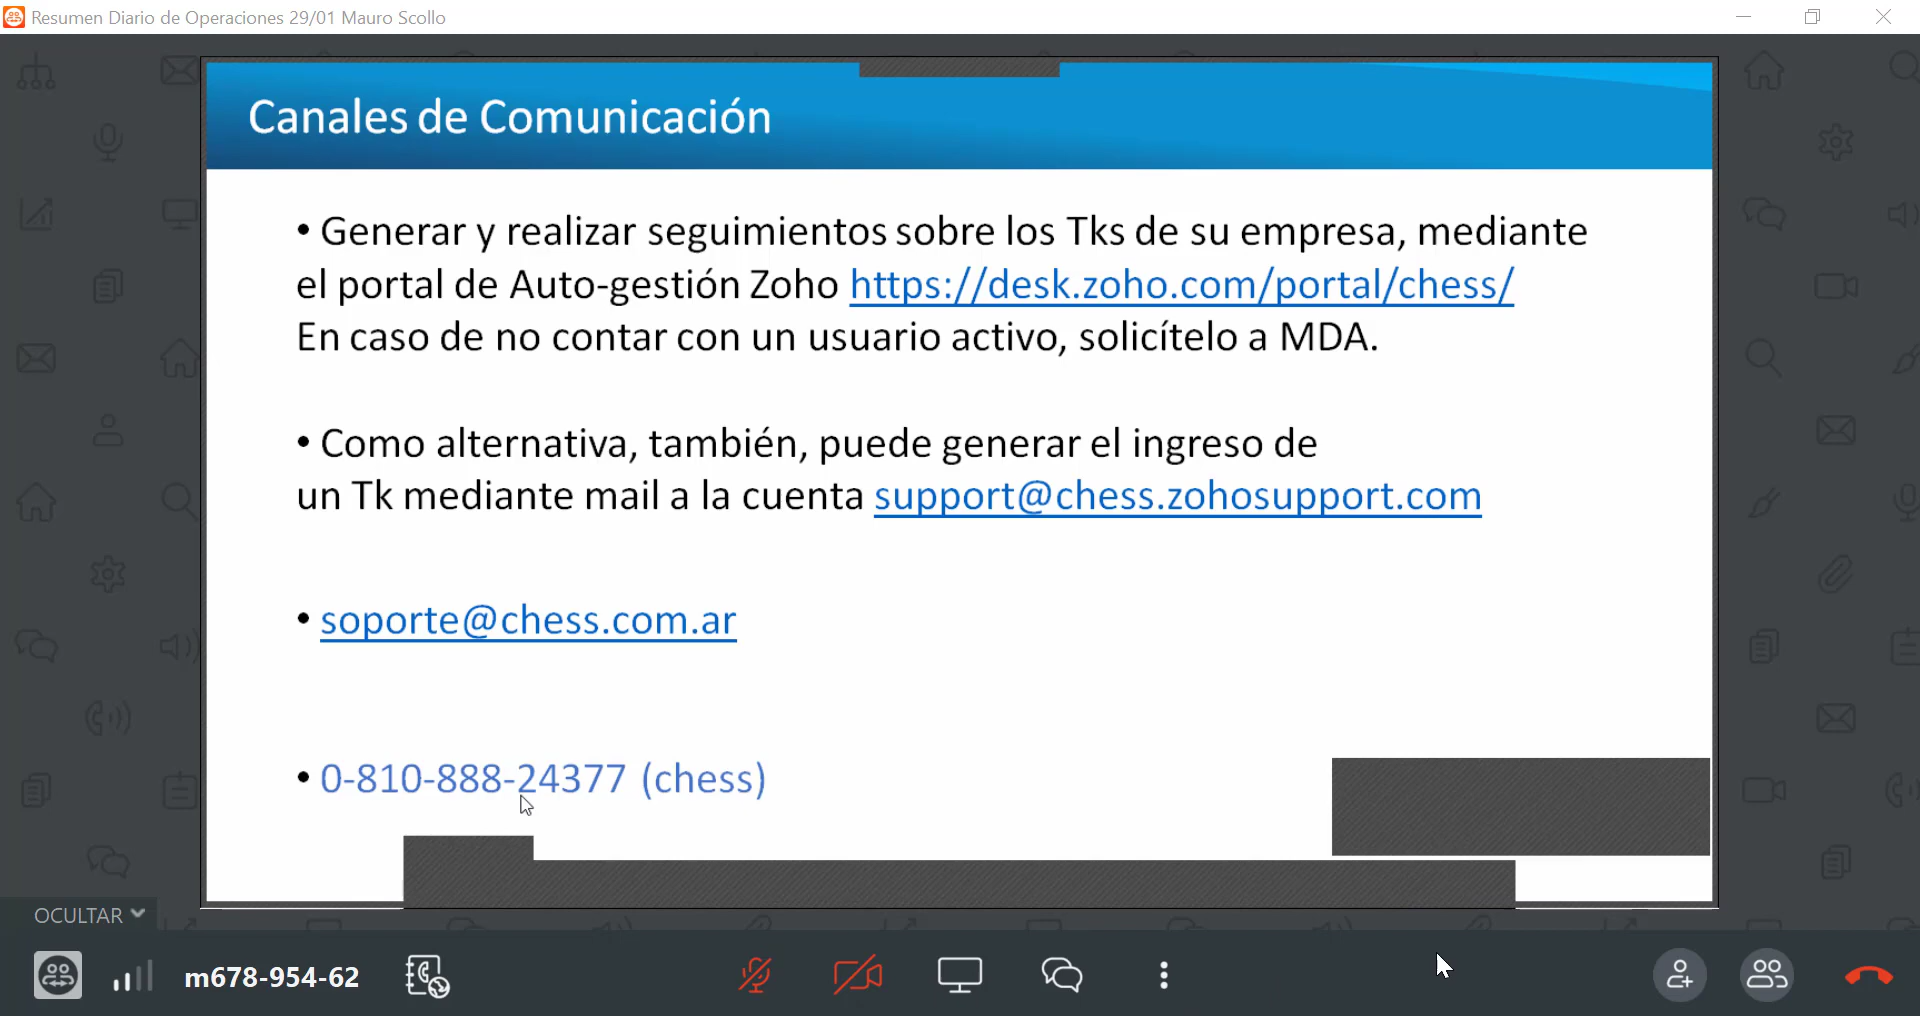 Resumen Diario de Operaciones 29/01 Mauro Scollo
Canales de Comunicación
• Generar y realizar seguimientos sobre los Tks de su empresa, mediante
el portal de Auto-gestión Zoho https://desk.zoho.com/portal/chess/
En caso de no contar con un usuario activo, solicítelo a MDA.
• Como alternativa, también, puede generar el ingreso de
un Tk mediante mail a la cuenta support@chess.zohosupport.com
• soporte@chess.com.ar
• 0-810-888-24377 (chess)
OCULTAR
m678-954-62